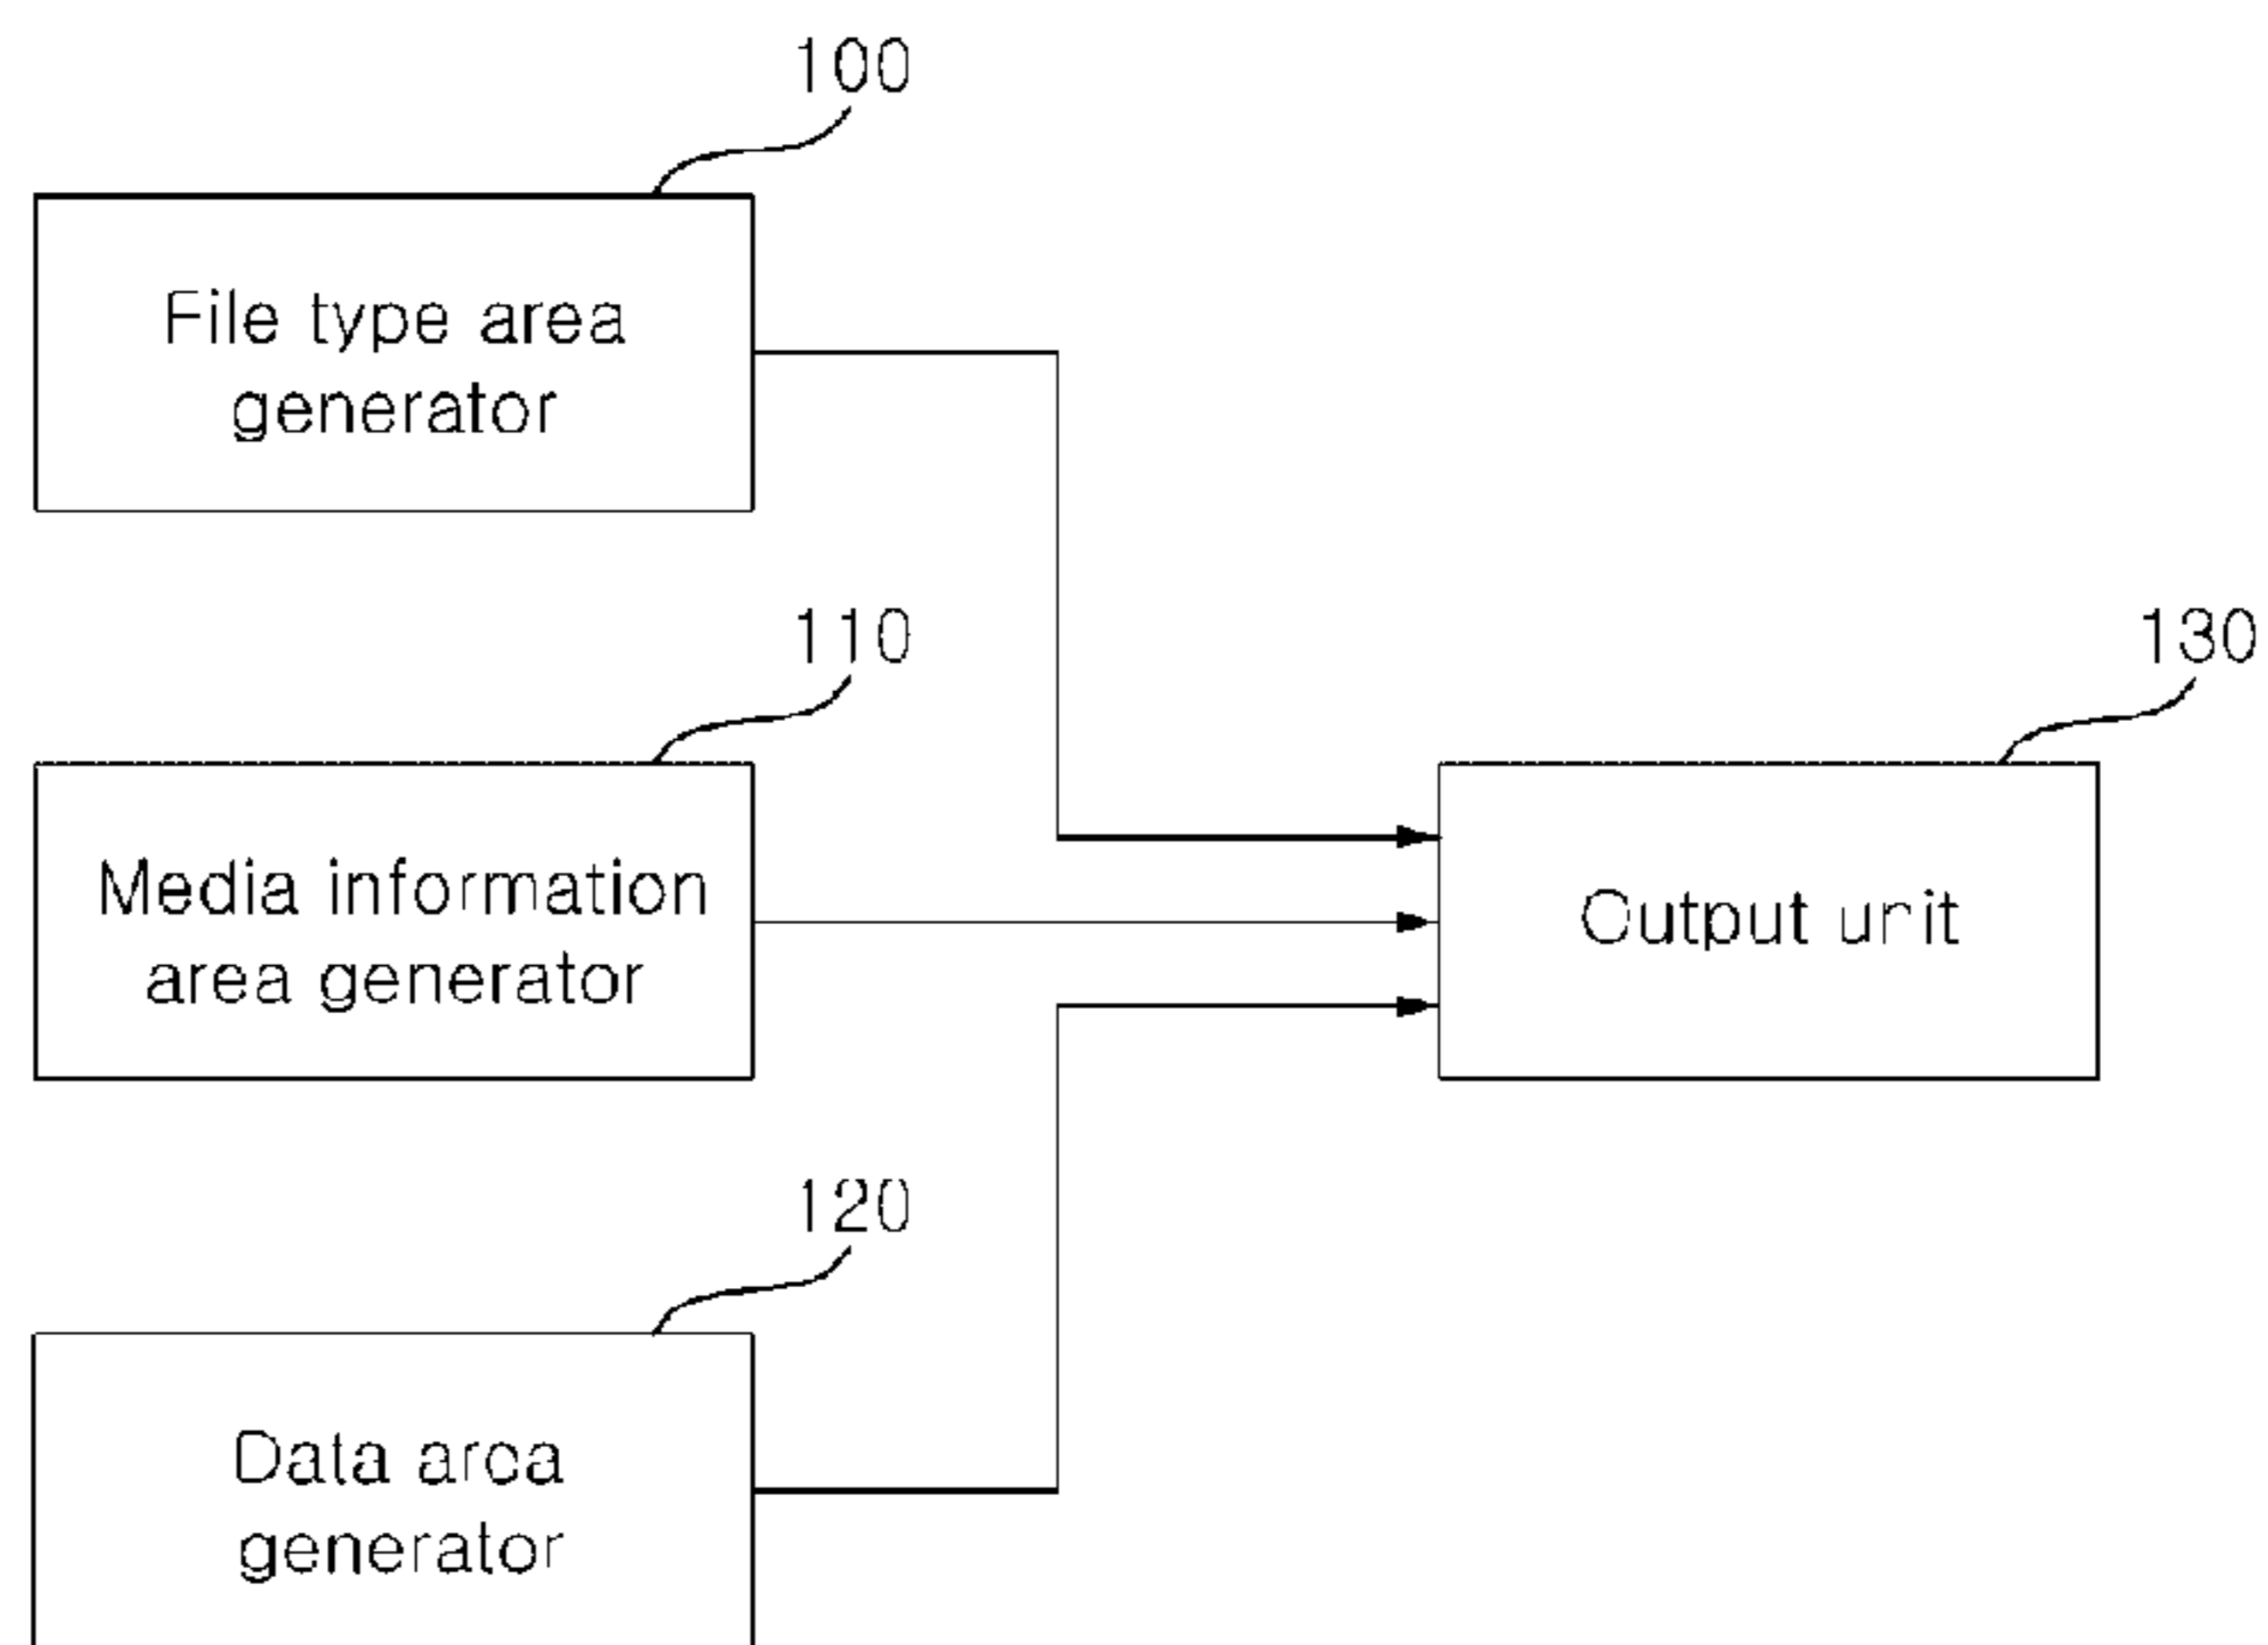 100
File type area
generator
110
130
Media information
area generator
Output unit
120
Data area
generator